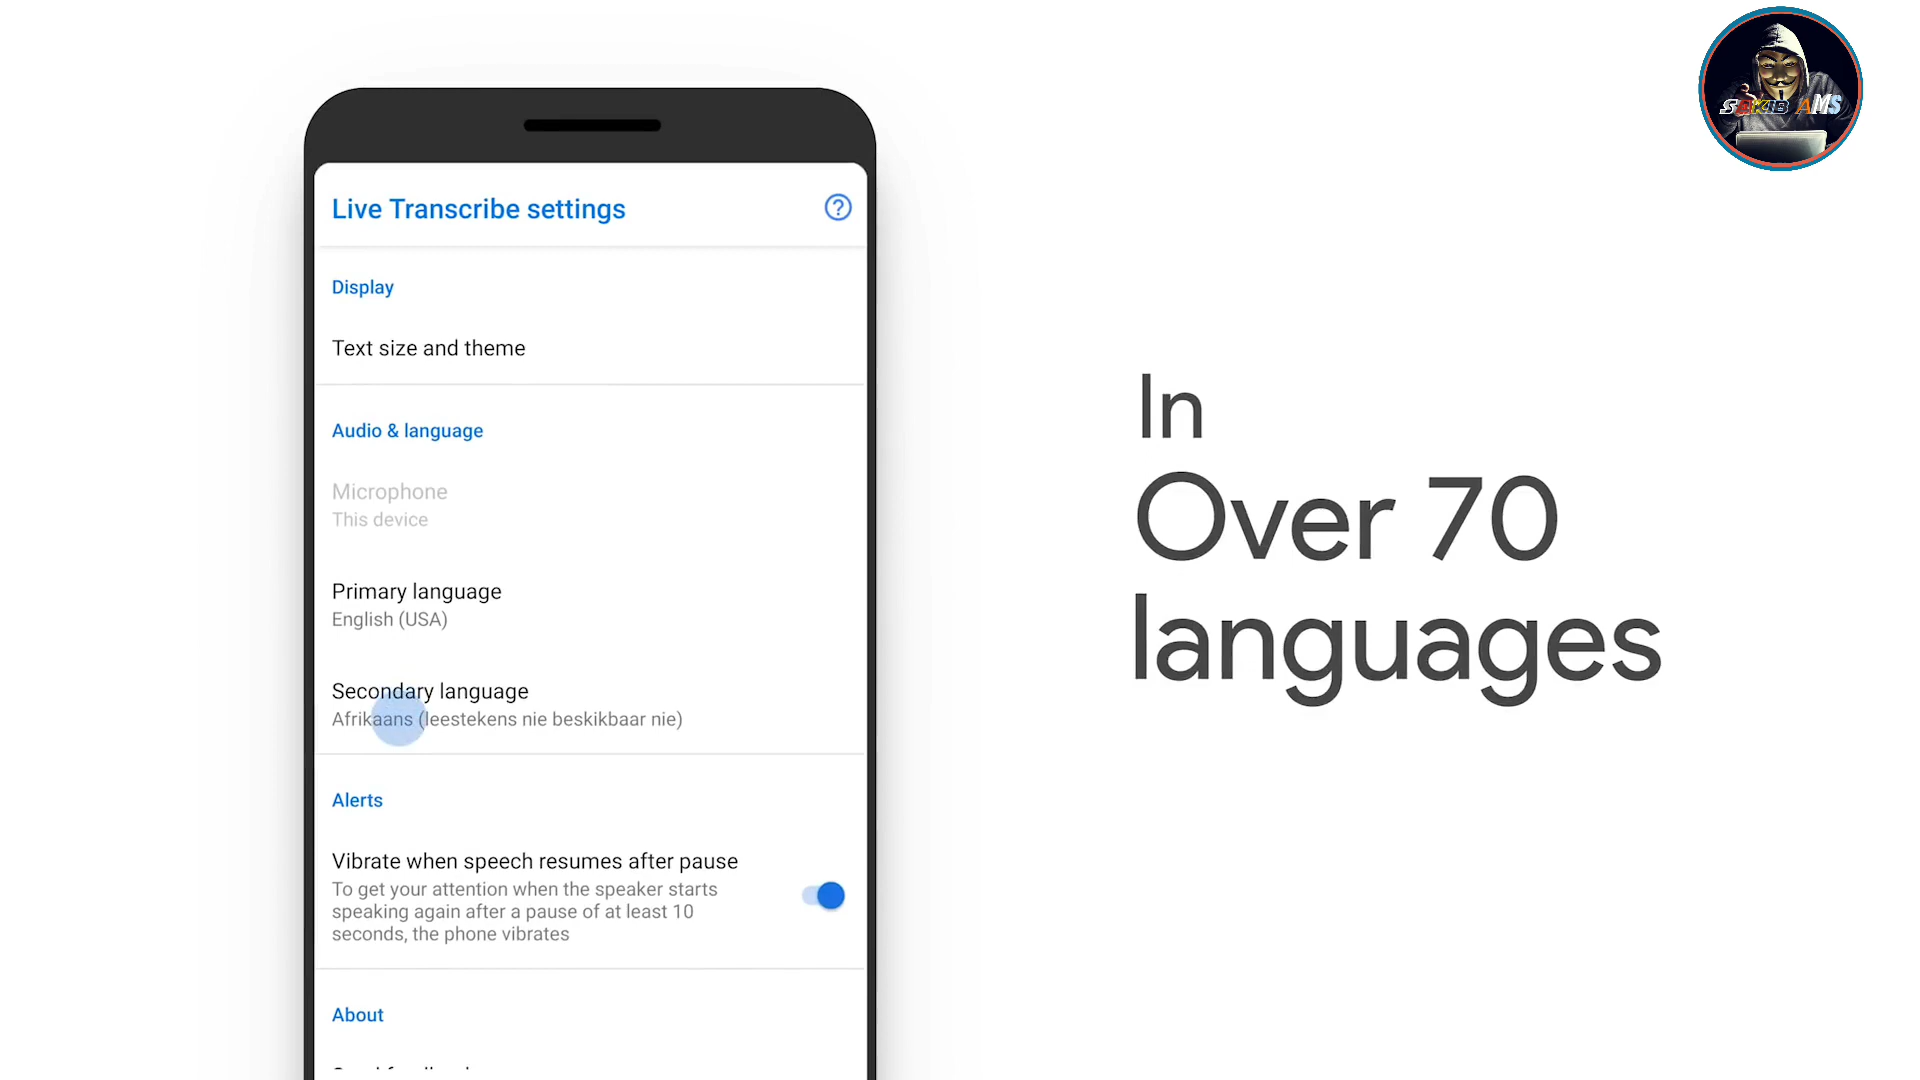 SAKIB AMS
Live Transcribe settings
Display
Text size and theme
Audio & language
Microphone
This device
Primary language
English (USA)
Secondary language
Afrikaans (leestekens nie beskikbaar nie)
Alerts
Vibrate when speech resumes after pause
To get your attention when the speaker starts
speaking again after a pause of at least 10
seconds, the phone vibrates
About
In
Over 70
languages